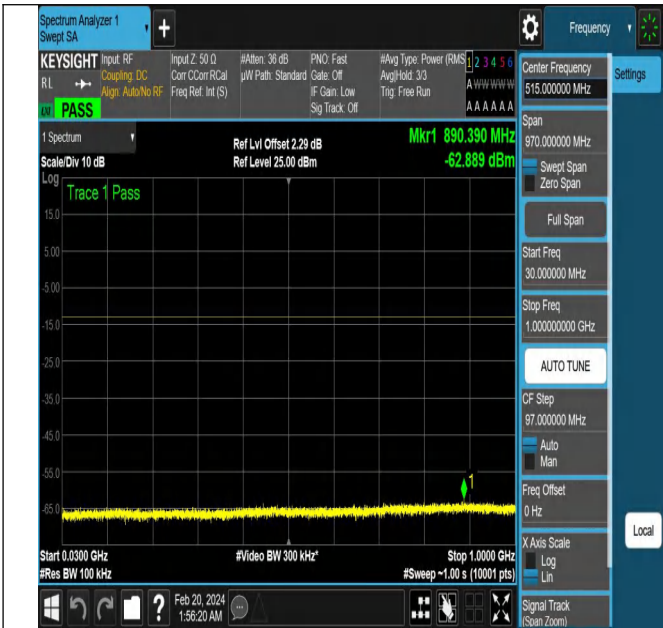 Spectrum Analyzer 1
Swept SA
+
Frequency
KEYSIGHT
RL
PASS
Input: RF
Coupling: DC
Align: Auto/No RF
Input Z: 50 Ω
Corr CCorr RCal
Freq Ref: Int (S)
#Atten: 36 dB
µW Path: Standard
PNO: Fast
Gate: Off
IF Gain: Low
Sig Track: Off
#Avg Type: Power (RMS
Avg|Hold: 3/3
Trig: Free Run
1 2 3 4 5 6
A W W W W W
A A A A A A
1 Spectrum
Scale/Div 10 dB
Log
Ref Lvl Offset 2.29 dB
Ref Level 25.00 dBm
Mkr1 890.390 MHz
-62.889 dBm
Trace 1 Pass
15.0
5.00
-5.00
-15.0
-25.0
-35.0
-45.0
-55.0
-65.0
1
Start 0.0300 GHz
#Res BW 100 kHz
#Video BW 300 kHz*
Stop 1.0000 GHz
#Sweep ~1.00 s (10001 pts)
?
Feb 20, 2024
1:56:20 AM
Center Frequency
515.000000 MHz
Settings
Span
970.000000 MHz
Swept Span
Zero Span
Full Span
Start Freq
30.000000 MHz
Stop Freq
1.000000000 GHz
AUTO TUNE
CF Step
97.000000 MHz
Auto
Man
Freq Offset
0 Hz
X Axis Scale
Log
Lin
Local
Signal Track
(Span Zoom)